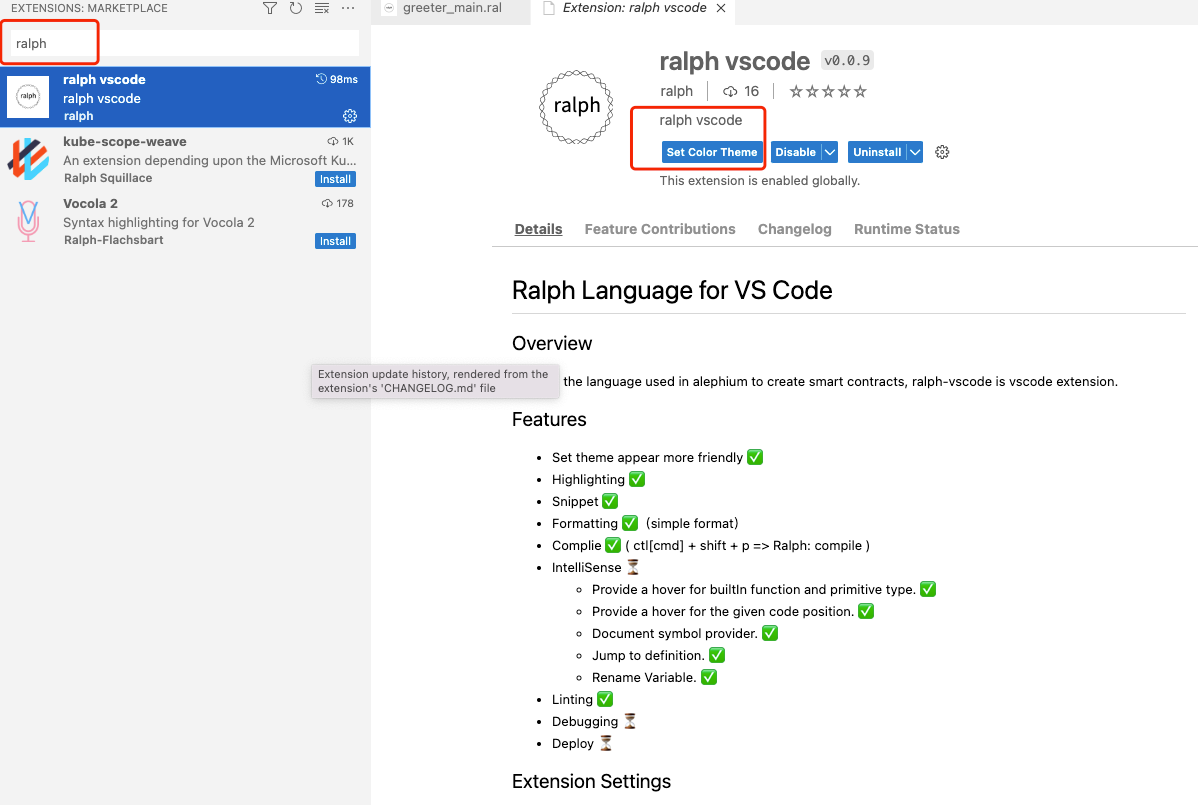 EXTENSIONS: MARKETPLACE
ralph
ralph
ralph vscode
98ms
ralph vscode
ralph
kube-scope-weave
1K
An extension depending upon the Microsoft Ku...
Ralph Squillace
Install
Vocola 2
178
Syntax highlighting for Vocola 2
Ralph-Flachsbart
Install
greeter_main.ral
Extension: ralph vscode
ralph
ralph vscode
v0.0.9
ralph
16
ralph vscode
Set Color Theme
Disable
Uninstall
This extension is enabled globally.
Details
Feature Contributions
Changelog
Runtime Status
Ralph Language for VS Code
Overview
Extension update history, rendered from the
extension's 'CHANGELOG.md' file
the language used in alephium to create smart contracts, ralph-vscode is vscode extension.
Features
• Set theme appear more friendly ✅
• Highlighting ✅
• Snippet ✅
• Formatting ✅ (simple format)
• Complie ✅ ( ctl[cmd] + shift + p => Ralph: compile )
• IntelliSense ⏳
◦ Provide a hover for builtIn function and primitive type. ✅
◦ Provide a hover for the given code position. ✅
◦ Document symbol provider. ✅
◦ Jump to definition. ✅
◦ Rename Variable. ✅
• Linting ✅
• Debugging ⏳
• Deploy ⏳
Extension Settings